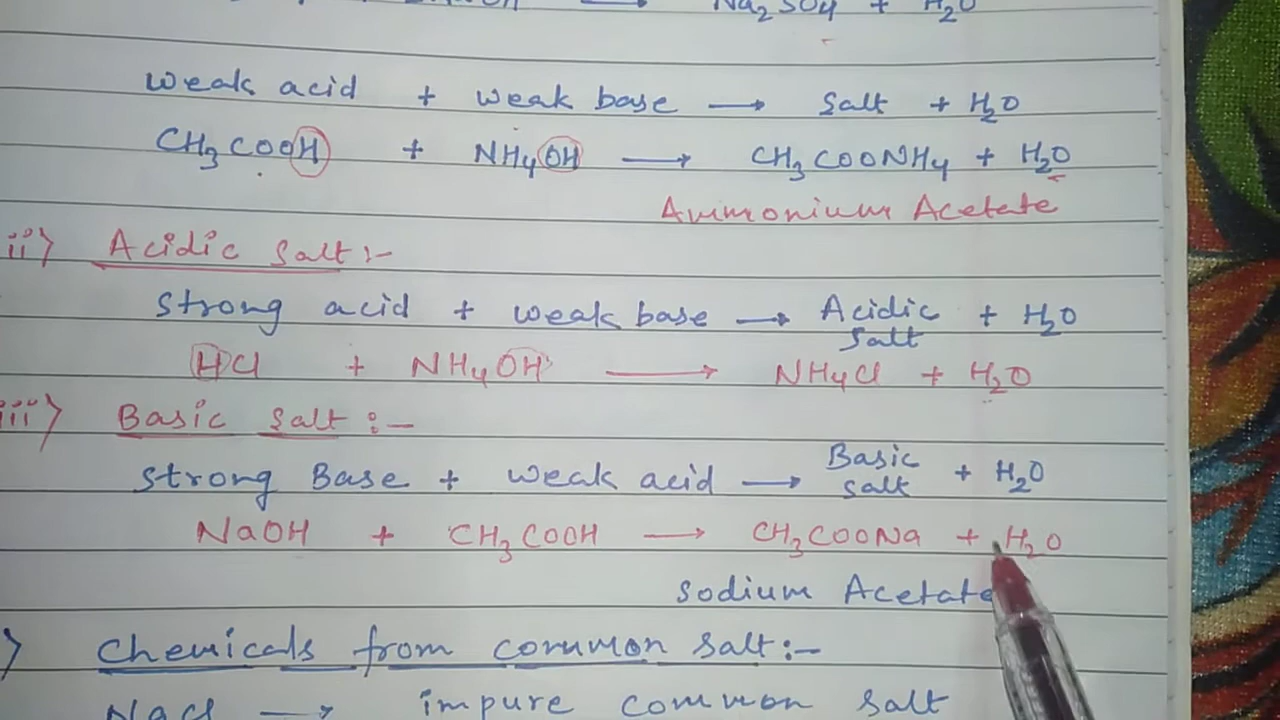 Na2SO4 + H2O
weak acid + weak base → Salt + H2O
CH3COOH + NH4OH → CH3COONH4 + H2O
Ammonium Acetate
ii) Acidic Salt :-
strong acid + weak base → Acidic salt + H2O
HCl + NH4OH → NH4Cl + H2O
iii) Basic Salt :-
strong Base + weak acid → Basic salt + H2O
NaOH + CH3COOH → CH3COONa + H2O
Sodium Acetate
) Chemicals from common salt :-
NaCl → impure common salt